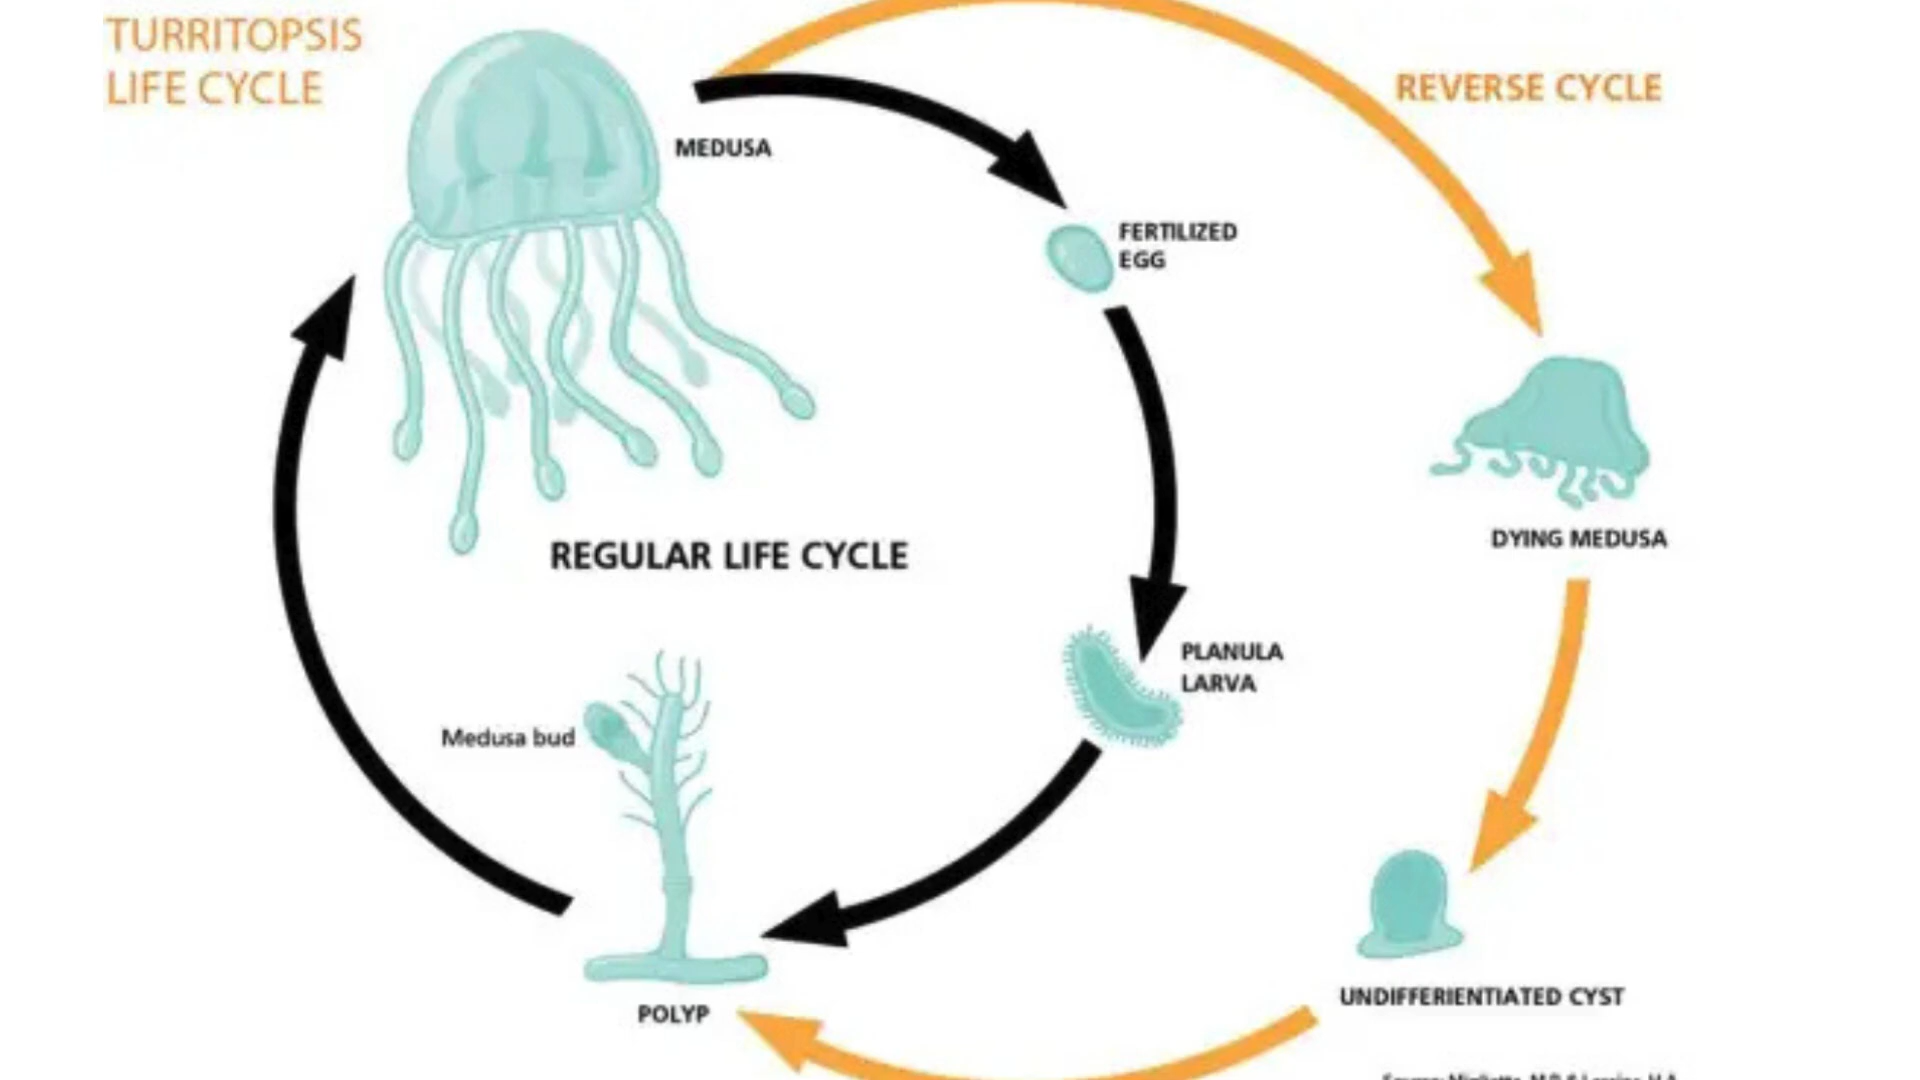 TURRITOPSIS
LIFE CYCLE
REVERSE CYCLE
MEDUSA
FERTILIZED
EGG
DYING MEDUSA
REGULAR LIFE CYCLE
PLANULA
LARVA
Medusa bud
UNDIFFERIENTIATED CYST
POLYP